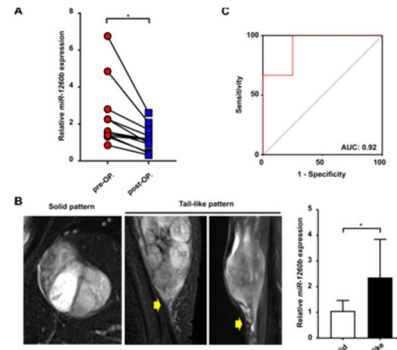 A
Relative miR-1260b expression
8
6
4
2
0
*
pre-OP.
post-OP.
C
Sensitivity
100
50
0
0
50
100
AUC: 0.92
1 - Specificity
B
Solid pattern
Tail-like pattern
Relative miR-1260b expression
5
4
3
2
1
0
*